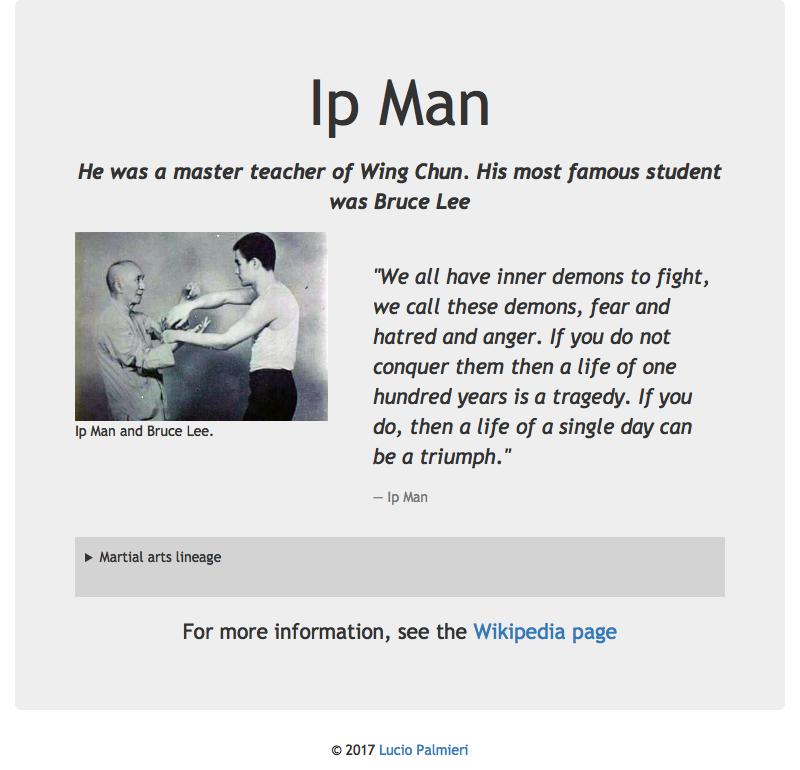 Ip Man
He was a master teacher of Wing Chun. His most famous student
was Bruce Lee
Ip Man and Bruce Lee.
"We all have inner demons to fight,
we call these demons, fear and
hatred and anger. If you do not
conquer them then a life of one
hundred years is a tragedy. If you
do, then a life of a single day can
be a triumph."
— Ip Man
▶ Martial arts lineage
For more information, see the Wikipedia page
© 2017 Lucio Palmieri